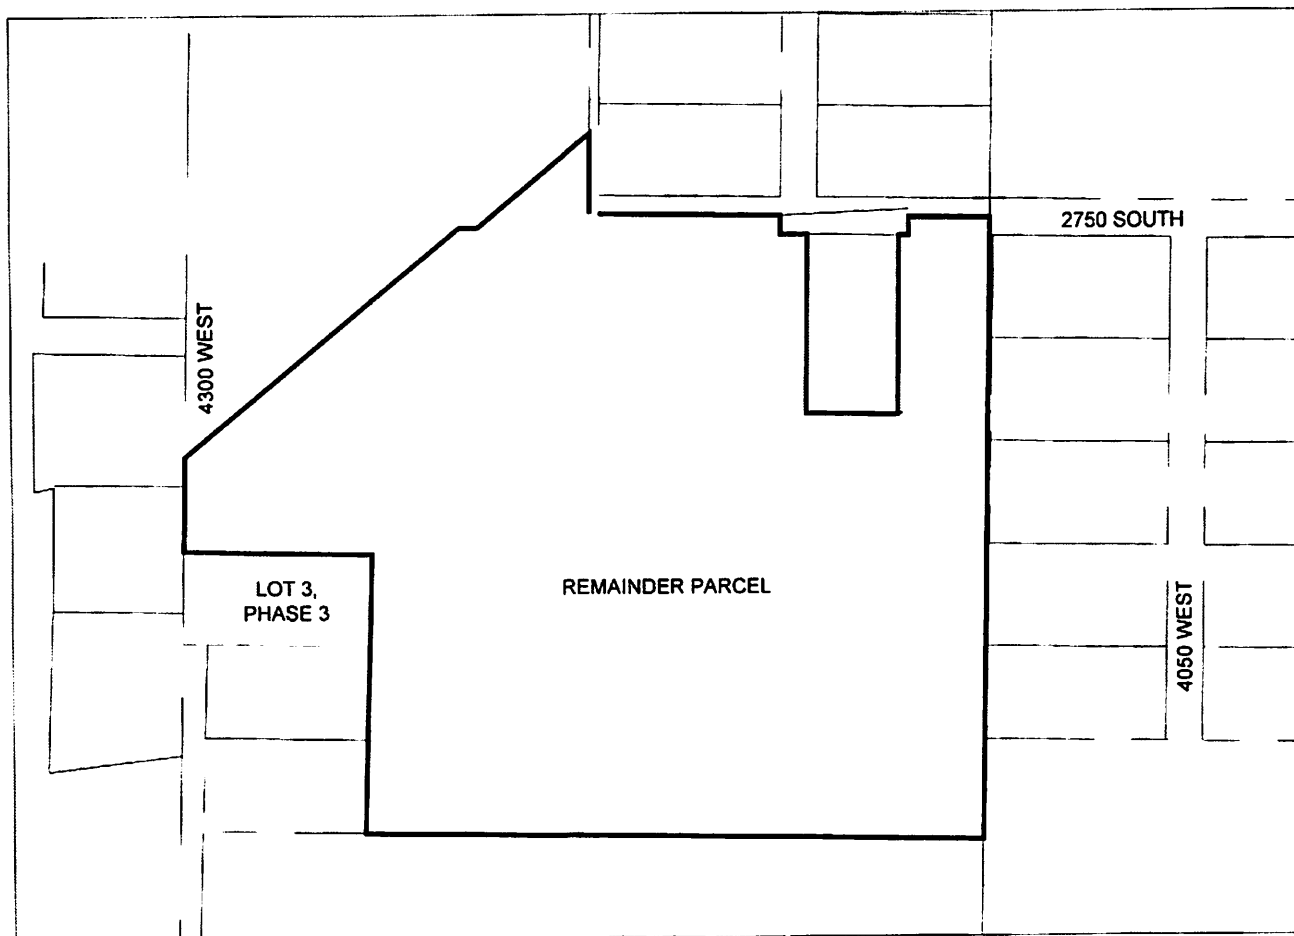 2750 SOUTH
4300 WEST
LOT 3,
PHASE 3
REMAINDER PARCEL
4050 WEST